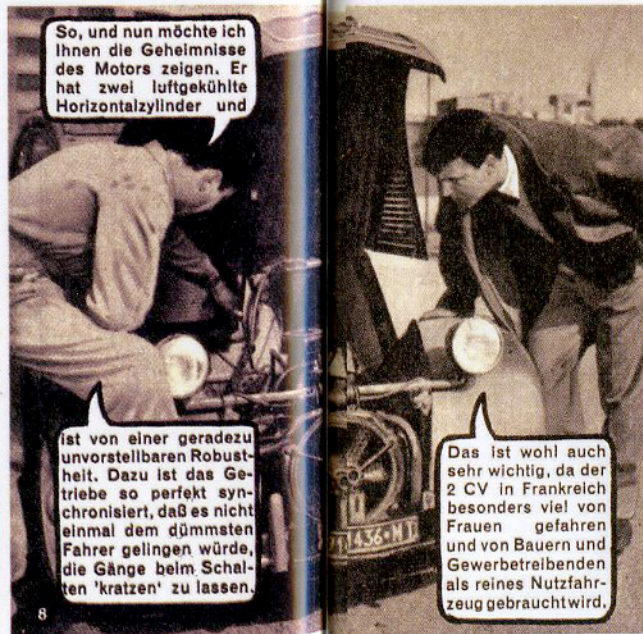 So, und nun möchte ich
Ihnen die Geheimnisse
des Motors zeigen. Er
hat zwei luftgekühlte
Horizontalzylinder und
ist von einer geradezu
unvorstellbaren Robust-
heit. Dazu ist das Ge-
triebe so perfekt syn-
chronisiert, daß es nicht
einmal dem dümmsten
Fahrer gelingen würde,
die Gänge beim Schal-
ten 'kratzen' zu lassen.
8
Das ist wohl auch
sehr wichtig, da der
2 CV in Frankreich
besonders viel von
Frauen gefahren
und von Bauern und
Gewerbetreibenden
als reines Nutzfahr-
zeug gebraucht wird.